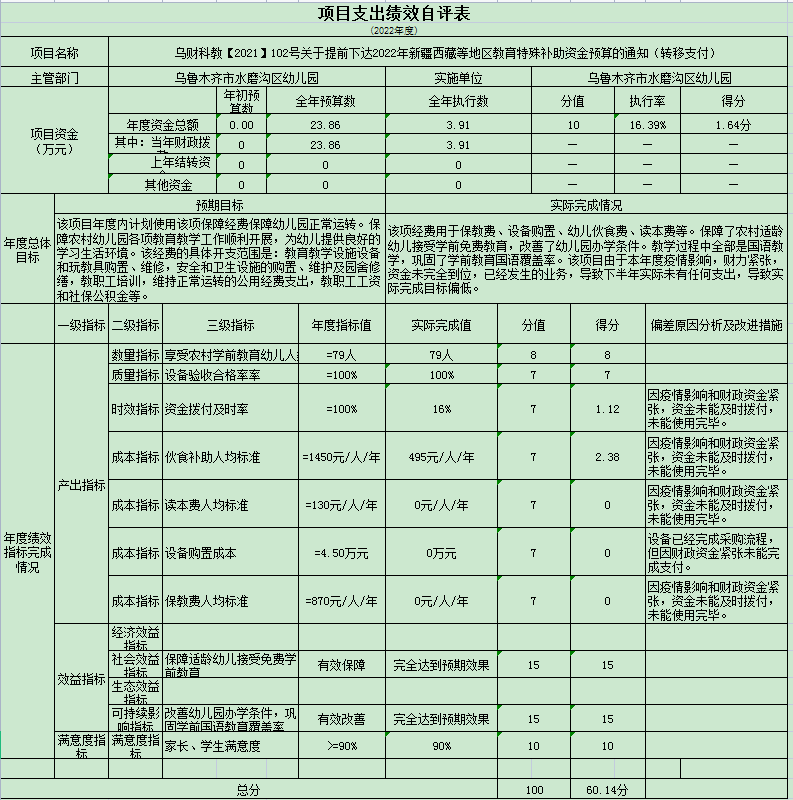 项目支出绩效自评表
(2022年度)
项目名称 乌财科教【2021】102号关于提前下达2022年新疆西藏等地区教育特殊补助资金预算的通知（转移支付）
主管部门 乌鲁木齐市水磨沟区幼儿园 实施单位 乌鲁木齐市水磨沟区幼儿园
项目资金
（万元）
年初预
算数 全年预算数 全年执行数 分值 执行率 得分
年度资金总额 0.00 23.86 3.91 10 16.39% 1.64分
其中：当年财政拨 0 23.86 3.91 — — —
上年结转资 0 0 0 — — —
其他资金 0 0 0 — — —
年度总体
目标
预期目标 实际完成情况
该项目年度内计划使用该项保障经费保障幼儿园正常运转。保
障农村幼儿园各项教育教学工作顺利开展，为幼儿提供良好的
学习生活环境。该经费的具体开支范围是：教育教学设施设备
和玩教具购置、维修，安全和卫生设施的购置、维护及园舍修
缮，教职工培训，维持正常运转的公用经费支出，教职工工资
和社保公积金等。
该项经费用于保教费、设备购置、幼儿伙食费、读本费等。保障了农村适龄
幼儿接受学前免费教育，改善了幼儿园办学条件。教学过程中全部是国语教
学，巩固了学前教育国语覆盖率。该项目由于本年度疫情影响，财力紧张，
资金未完全到位，已经发生的业务，导致下半年实际未有任何支出，导致实
际完成目标偏低。
一级指标 二级指标 三级指标 年度指标值 实际完成值 分值 得分 偏差原因分析及改进措施
年度绩效
指标完成
情况
产出指标
数量指标 享受农村学前教育幼儿人 =79人 79人 8 8
质量指标 设备验收合格率率 =100% 100% 7 7
时效指标 资金拨付及时率 =100% 16% 7 1.12
因疫情影响和财政资金紧
张，资金未能及时拨付，
未能使用完毕。
成本指标 伙食补助人均标准 =1450元/人/年 495元/人/年 7 2.38
因疫情影响和财政资金紧
张，资金未能及时拨付，
未能使用完毕。
成本指标 读本费人均标准 =130元/人/年 0元/人/年 7 0
因疫情影响和财政资金紧
张，资金未能及时拨付，
未能使用完毕。
成本指标 设备购置成本 =4.50万元 0万元 7 0
设备已经完成采购流程，
但因财政资金紧张未能完
成支付。
成本指标 保教费人均标准 =870元/人/年 0元/人/年 7 0
因疫情影响和财政资金紧
张，资金未能及时拨付，
未能使用完毕。
效益指标
经济效益
指标
社会效益
指标 保障适龄幼儿接受免费学
前教育 有效保障 完全达到预期效果 15 15
生态效益
指标
可持续影
响指标 改善幼儿园办学条件，巩
固学前国语教育覆盖率 有效改善 完全达到预期效果 15 15
满意度指
标 满意度指
标 家长、学生满意度 >=90% 90% 10 10
总分 100 60.14分